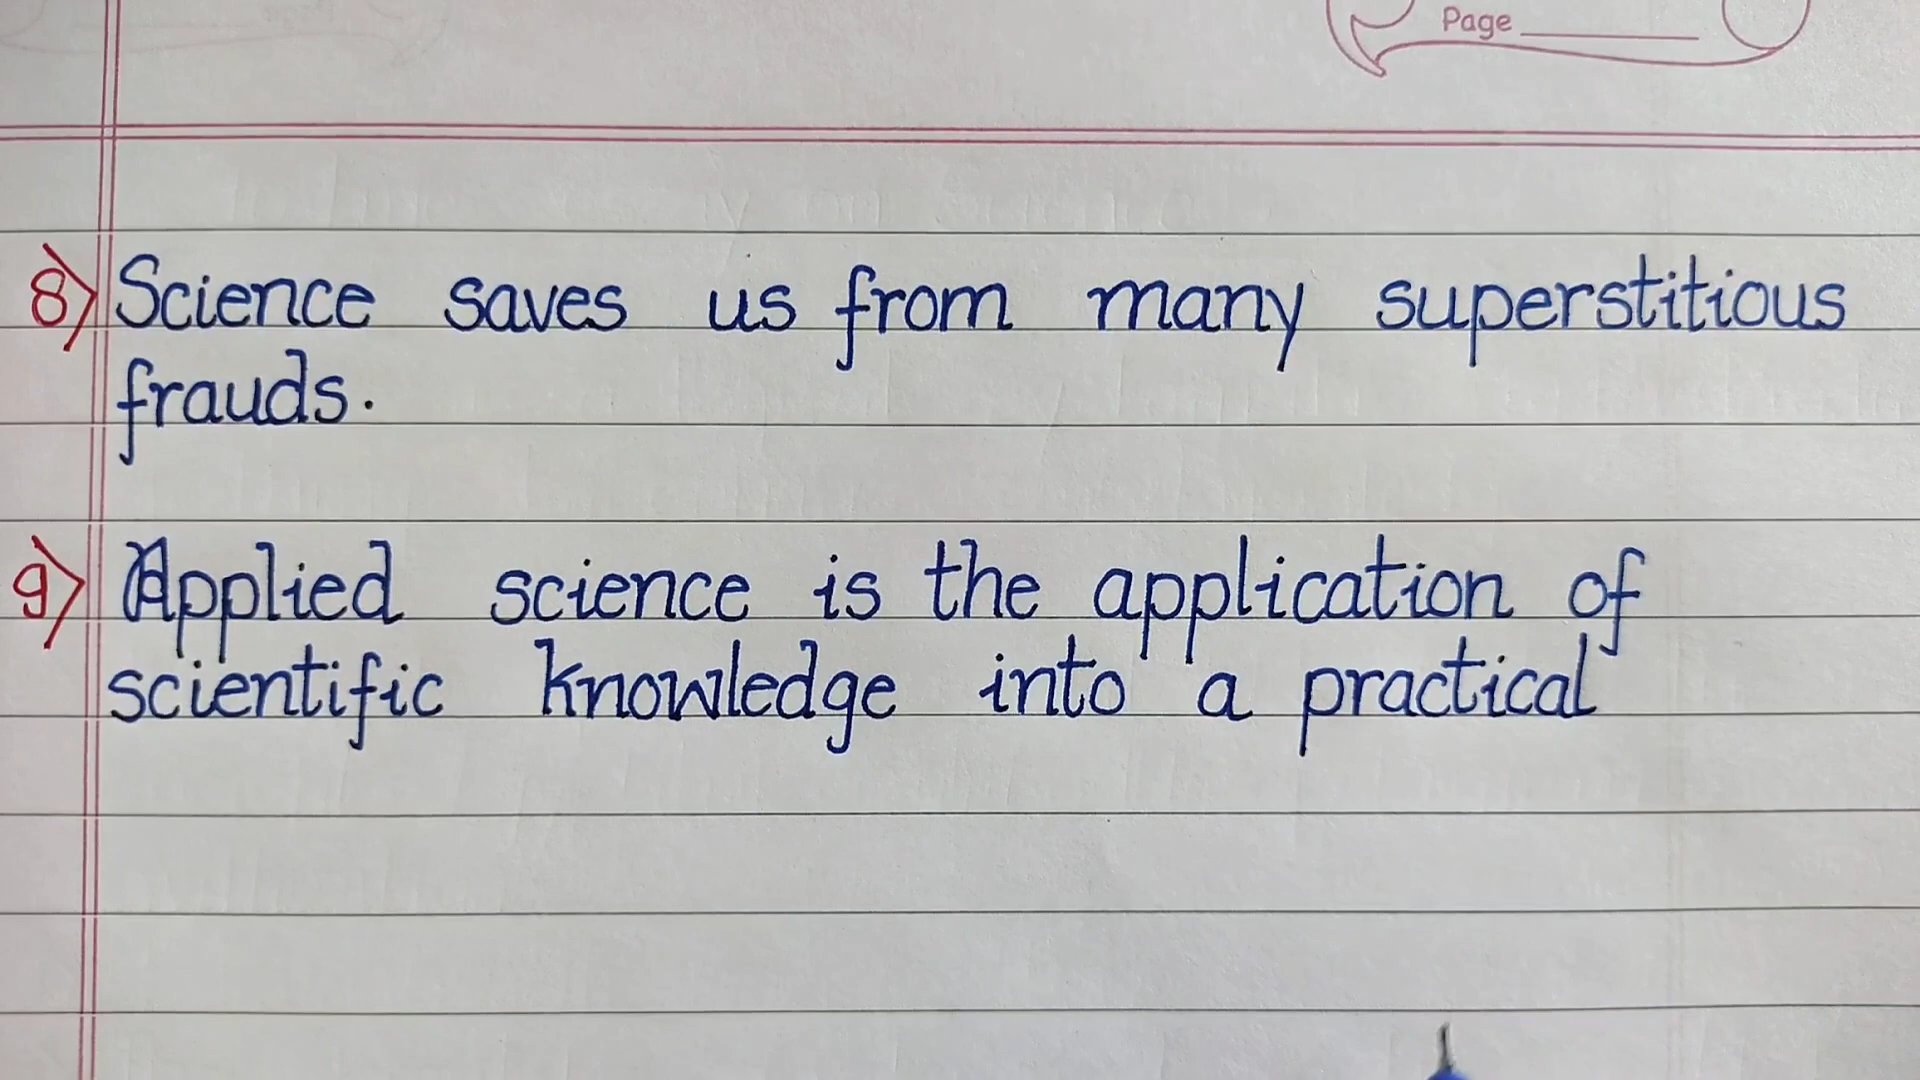 Page
8) Science saves us from many superstitious
frauds.
9) Applied science is the application of
scientific knowledge into a practical